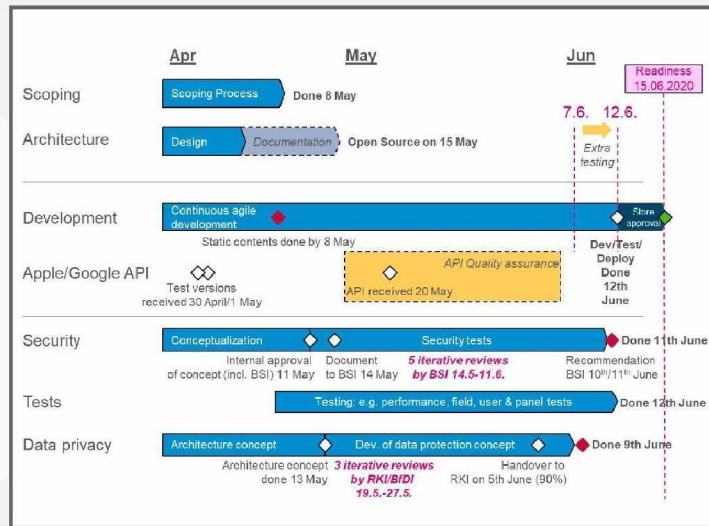 Apr
May
Jun
Readiness
15.06.2020
Scoping
Scoping Process
Done 8 May
7.6.
12.6.
Architecture
Design
Documentation
Open Source on 15 May
Extra
testing
Development
Continuous agile
development
Store
approval
Static contents done by 8 May
Dev/Test/
Deploy
Done
12th
June
Apple/Google API
API Quality assurance
Test versions
received 30 April/1 May
API received 20 May
Security
Conceptualization
Security tests
Done 11th June
Internal approval
of concept (incl. BSI) 11 May
Document
to BSI 14 May
5 iterative reviews
by BSI 14.5-11.6.
Recommendation
BSI 10th/11th June
Tests
Testing: e.g. performance, field, user & panel tests
Done 12th June
Data privacy
Architecture concept
Dev. of data protection concept
Done 9th June
Architecture concept
done 13 May
3 iterative reviews
by RKI/BfDI
19.5.-27.5.
Handover to
RKI on 5th June (90%)